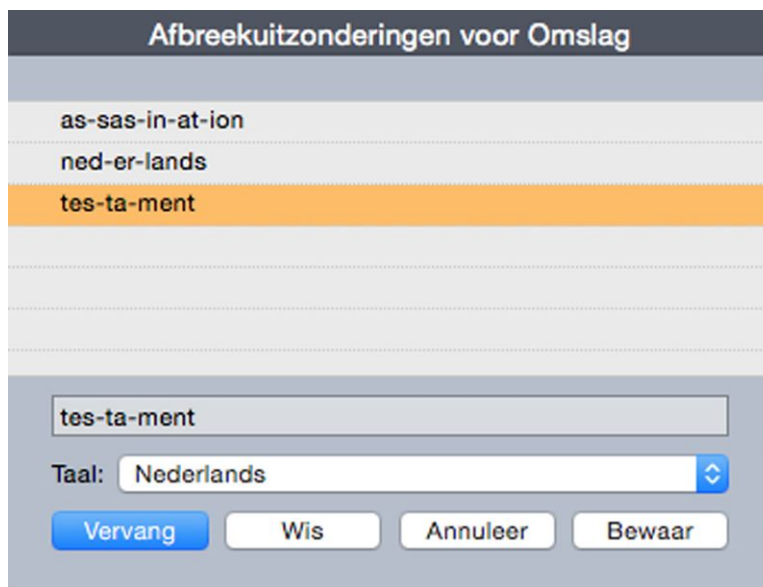 Afbreekuitzonderingen voor Omslag
as-sas-in-at-ion
ned-er-lands
tes-ta-ment
tes-ta-ment
Taal: Nederlands
Vervang Wis Annuleer Bewaar